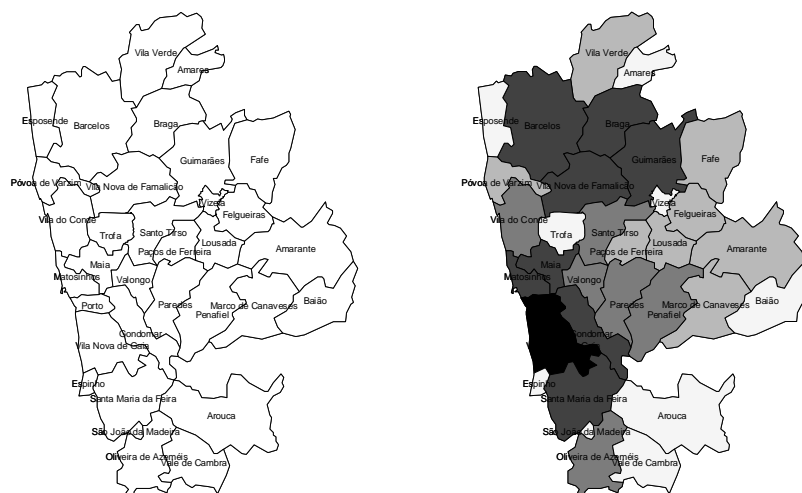 Vila Verde
Amares
Esposende
Barcelos
Braga
Guimarães
Fafe
Póvoa de Varzim
Vila Nova de Famalicão
Vizela
Felgueiras
Vila do Conde
Trofa
Santo Tirso
Lousada
Paços de Ferreira
Amarante
Maia
Matosinhos
Valongo
Porto
Paredes
Penafiel
Marco de Canaveses
Baião
Gondomar
Vila Nova de Gaia
Espinho
Santa Maria da Feira
Arouca
São João da Madeira
Oliveira de Azeméis
Vale de Cambra
Vila Verde
Amares
Esposende
Barcelos
Braga
Guimarães
Fafe
Póvoa de Varzim
Vila Nova de Famalicão
Vizela
Felgueiras
Vila do Conde
Trofa
Santo Tirso
Lousada
Paços de Ferreira
Amarante
Maia
Matosinhos
Valongo
Paredes
Penafiel
Marco de Canaveses
Baião
Gondomar
Espinho
Santa Maria da Feira
Arouca
São João da Madeira
Oliveira de Azeméis
Vale de Cambra